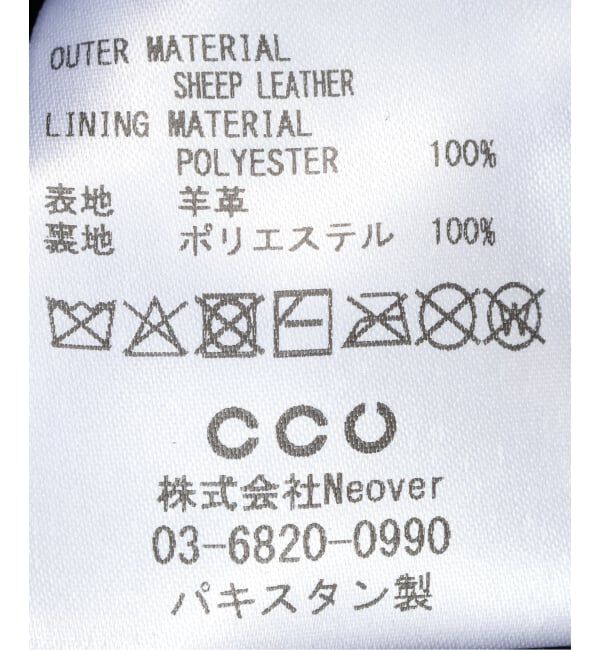 OUTER MATERIAL
SHEEP LEATHER
LINING MATERIAL
POLYESTER 100%
表地 羊革
裏地 ポリエステル 100%
W
CCU
株式会社Neover
03-6820-0990
パキスタン製